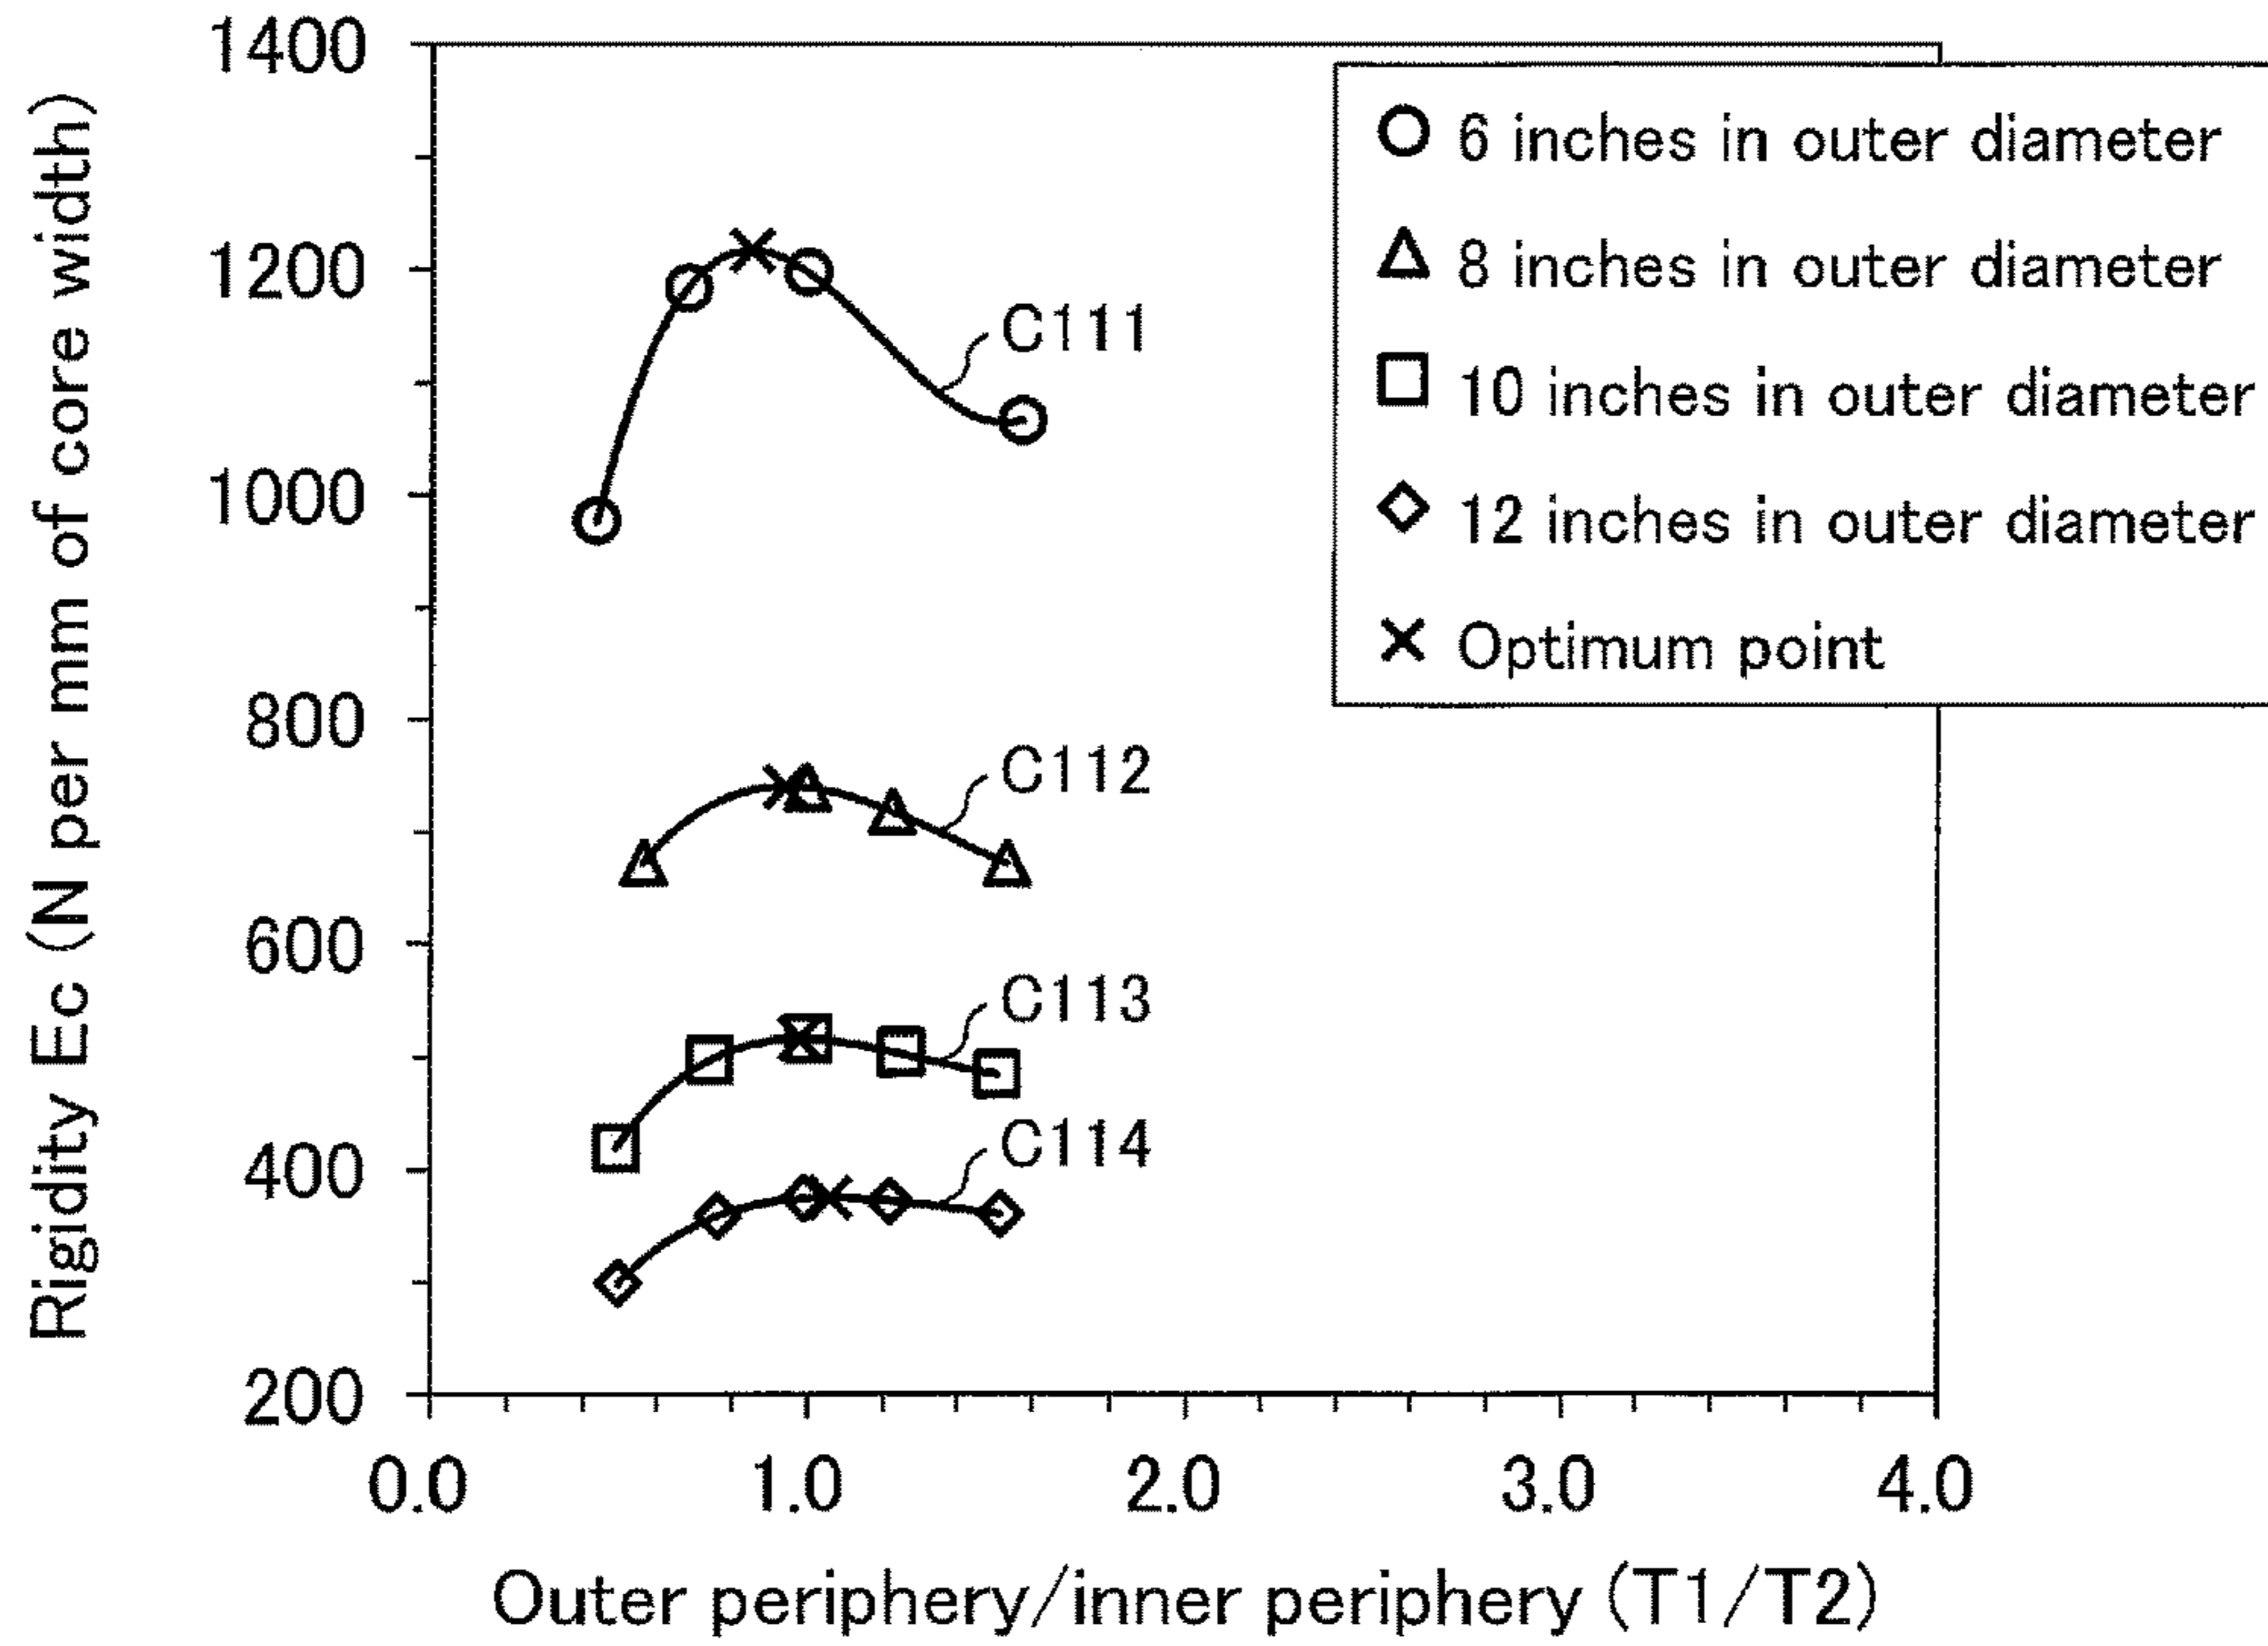 Rigidity Ec (N per mm of core width)
1400
1200
1000
800
600
400
200
0.0 1.0 2.0 3.0 4.0
Outer periphery/inner periphery (T1/T2)
C111
C112
C113
C114
6 inches in outer diameter
8 inches in outer diameter
10 inches in outer diameter
12 inches in outer diameter
Optimum point